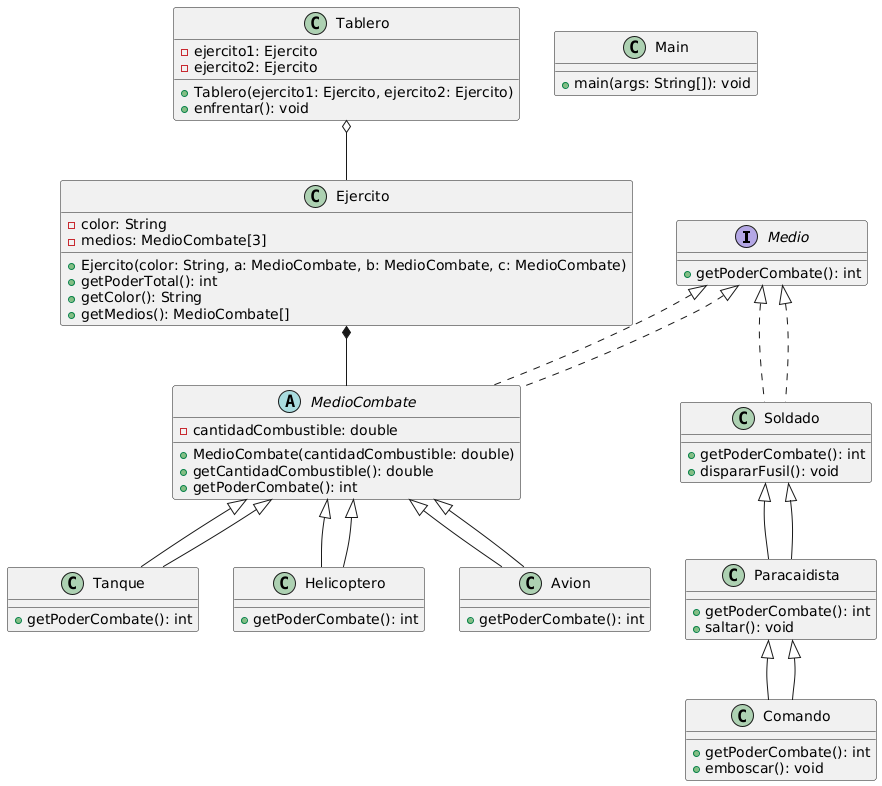 C Tablero
ejercito1: Ejercito
ejercito2: Ejercito
Tablero(ejercito1: Ejercito, ejercito2: Ejercito)
enfrentar(): void
C Main
main(args: String[]): void
C Ejercito
color: String
medios: MedioCombate[3]
Ejercito(color: String, a: MedioCombate, b: MedioCombate, c: MedioCombate)
getPoderTotal(): int
getColor(): String
getMedios(): MedioCombate[]
I Medio
getPoderCombate(): int
A MedioCombate
cantidadCombustible: double
MedioCombate(cantidadCombustible: double)
getCantidadCombustible(): double
getPoderCombate(): int
C Soldado
getPoderCombate(): int
dispararFusil(): void
C Tanque
getPoderCombate(): int
C Helicoptero
getPoderCombate(): int
C Avion
getPoderCombate(): int
C Paracaidista
getPoderCombate(): int
saltar(): void
C Comando
getPoderCombate(): int
emboscar(): void